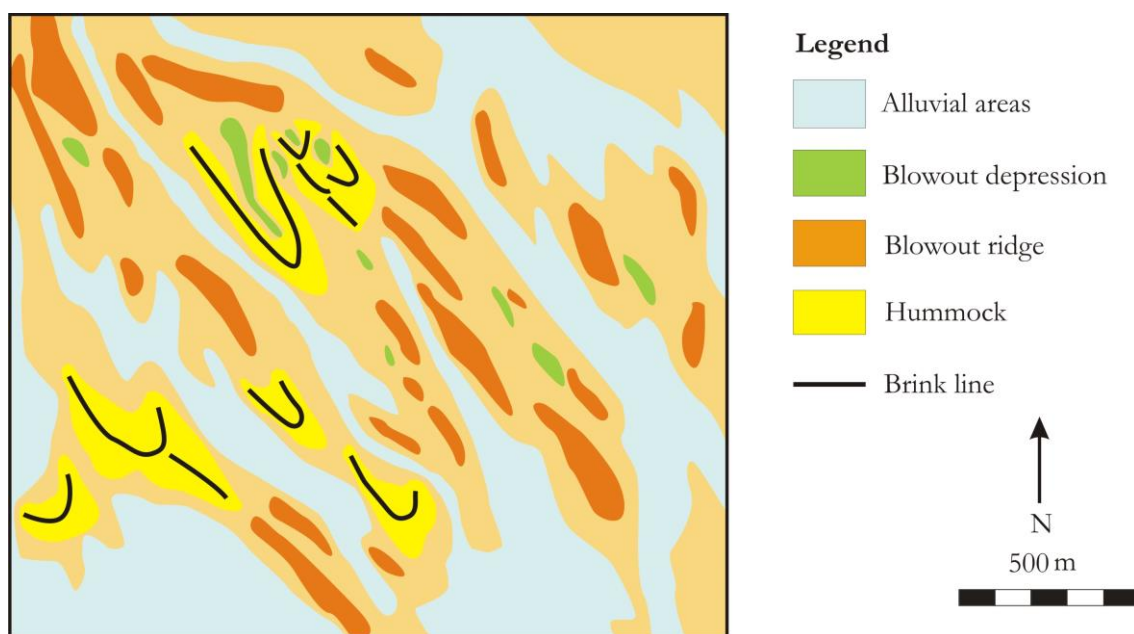 Legend
Alluvial areas
Blowout depression
Blowout ridge
Hummock
Brink line
N
500 m